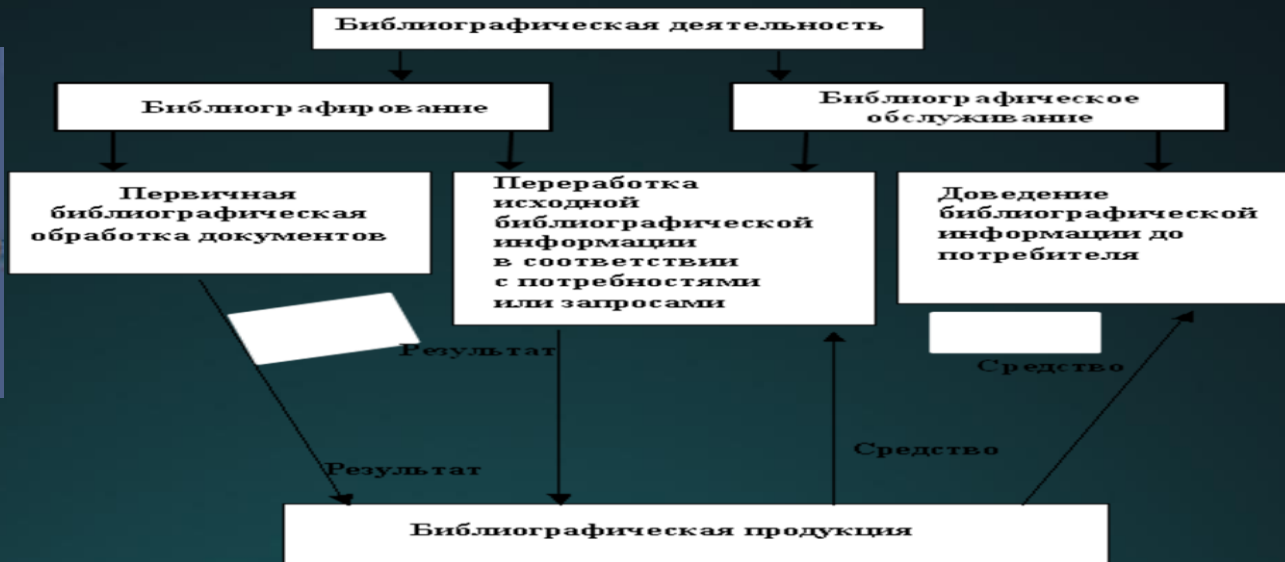 Библиографическая деятельность
Библиографирование
Библиографическое
обслуживание
Первичная
библиографическая
обработка документов
Переработка
исходной
библиографической
информации
в соответствии
с потребностями
или запросами
Доведение
библиографической
информации до
потребителя
Результат
Средство
Средство
Результат
Библиографическая продукция